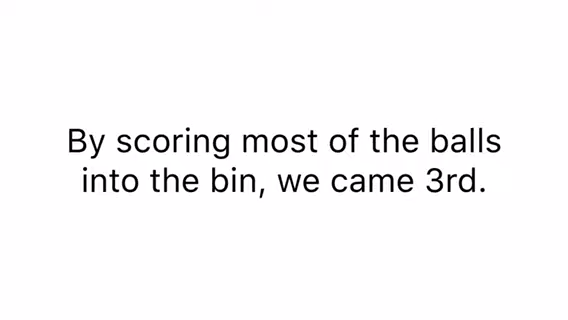 By scoring most of the balls
into the bin, we came 3rd.